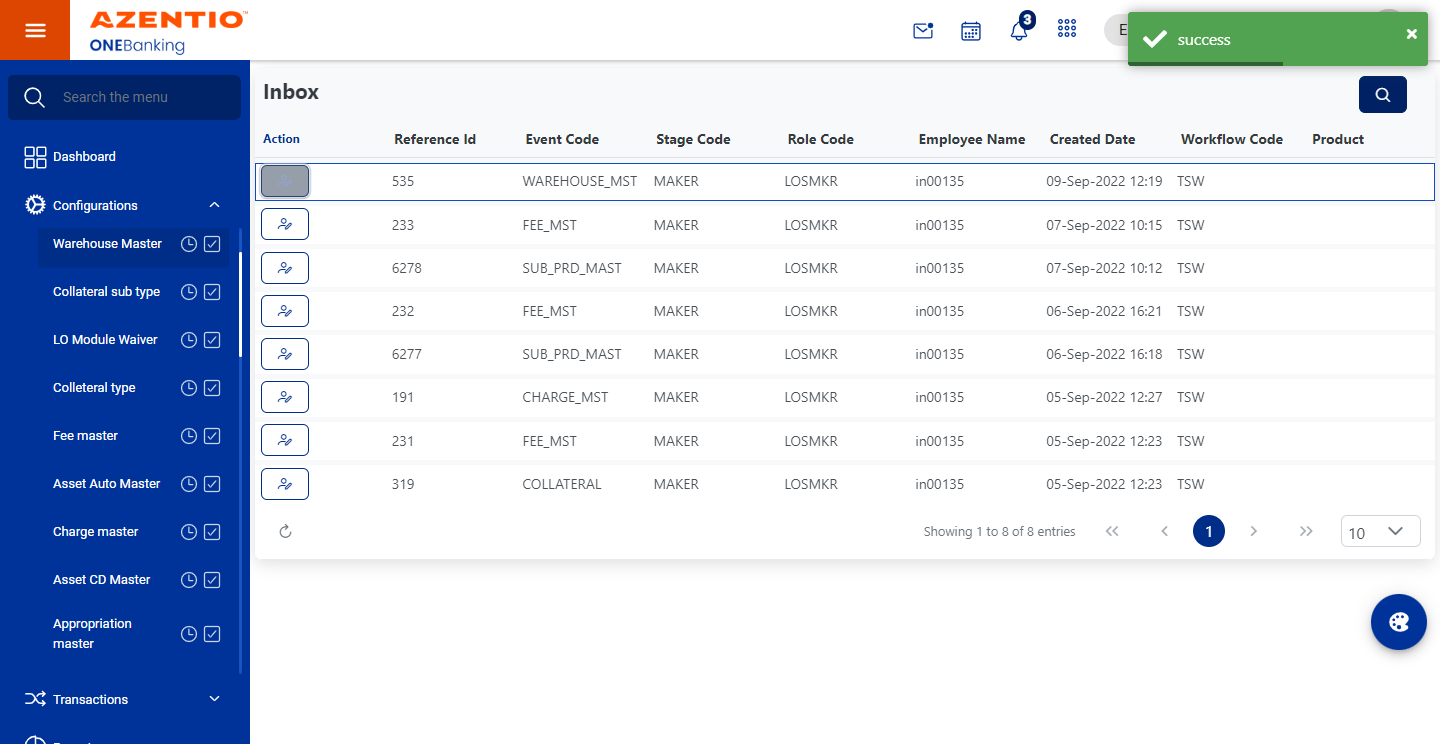 AZENTIO™
ONEBanking
3
E
success
Search the menu
Dashboard
Configurations
Warehouse Master
Collateral sub type
LO Module Waiver
Colleteral type
Fee master
Asset Auto Master
Charge master
Asset CD Master
Appropriation
master
Transactions
Inbox
Action Reference Id Event Code Stage Code Role Code Employee Name Created Date Workflow Code Product
535 WAREHOUSE_MST MAKER LOSMKR in00135 09-Sep-2022 12:19 TSW
233 FEE_MST MAKER LOSMKR in00135 07-Sep-2022 10:15 TSW
6278 SUB_PRD_MAST MAKER LOSMKR in00135 07-Sep-2022 10:12 TSW
232 FEE_MST MAKER LOSMKR in00135 06-Sep-2022 16:21 TSW
6277 SUB_PRD_MAST MAKER LOSMKR in00135 06-Sep-2022 16:18 TSW
191 CHARGE_MST MAKER LOSMKR in00135 05-Sep-2022 12:27 TSW
231 FEE_MST MAKER LOSMKR in00135 05-Sep-2022 12:23 TSW
319 COLLATERAL MAKER LOSMKR in00135 05-Sep-2022 12:23 TSW
Showing 1 to 8 of 8 entries 1 10